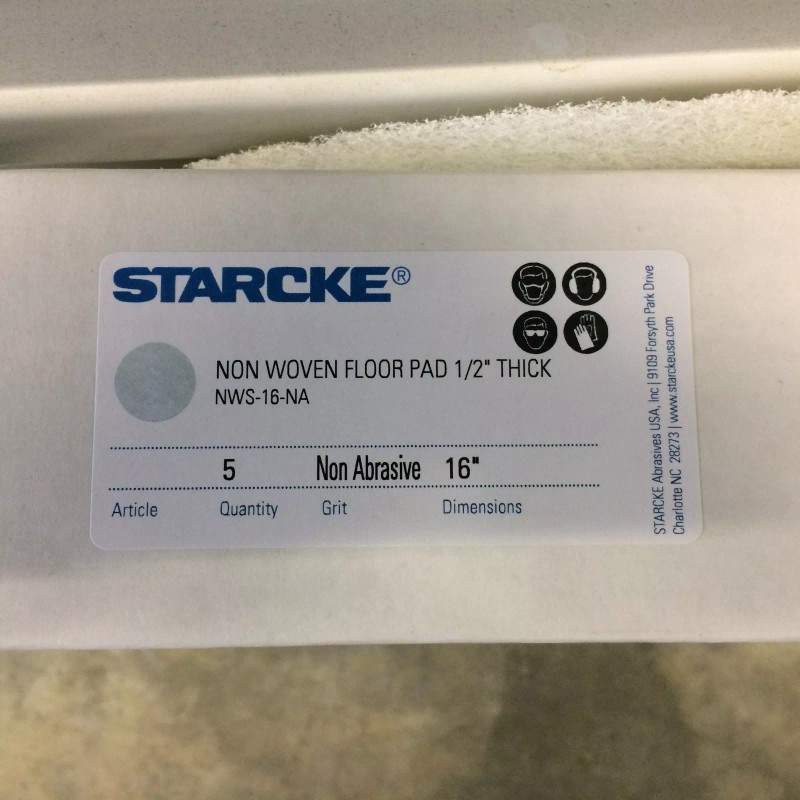 STARCKE®
NON WOVEN FLOOR PAD 1/2" THICK
NWS-16-NA
5 Non Abrasive 16"
Article Quantity Grit Dimensions
STARCKE Abrasives USA, Inc | 9109 Forsyth Park Drive
Charlotte NC 28273 | www.starckeusa.com